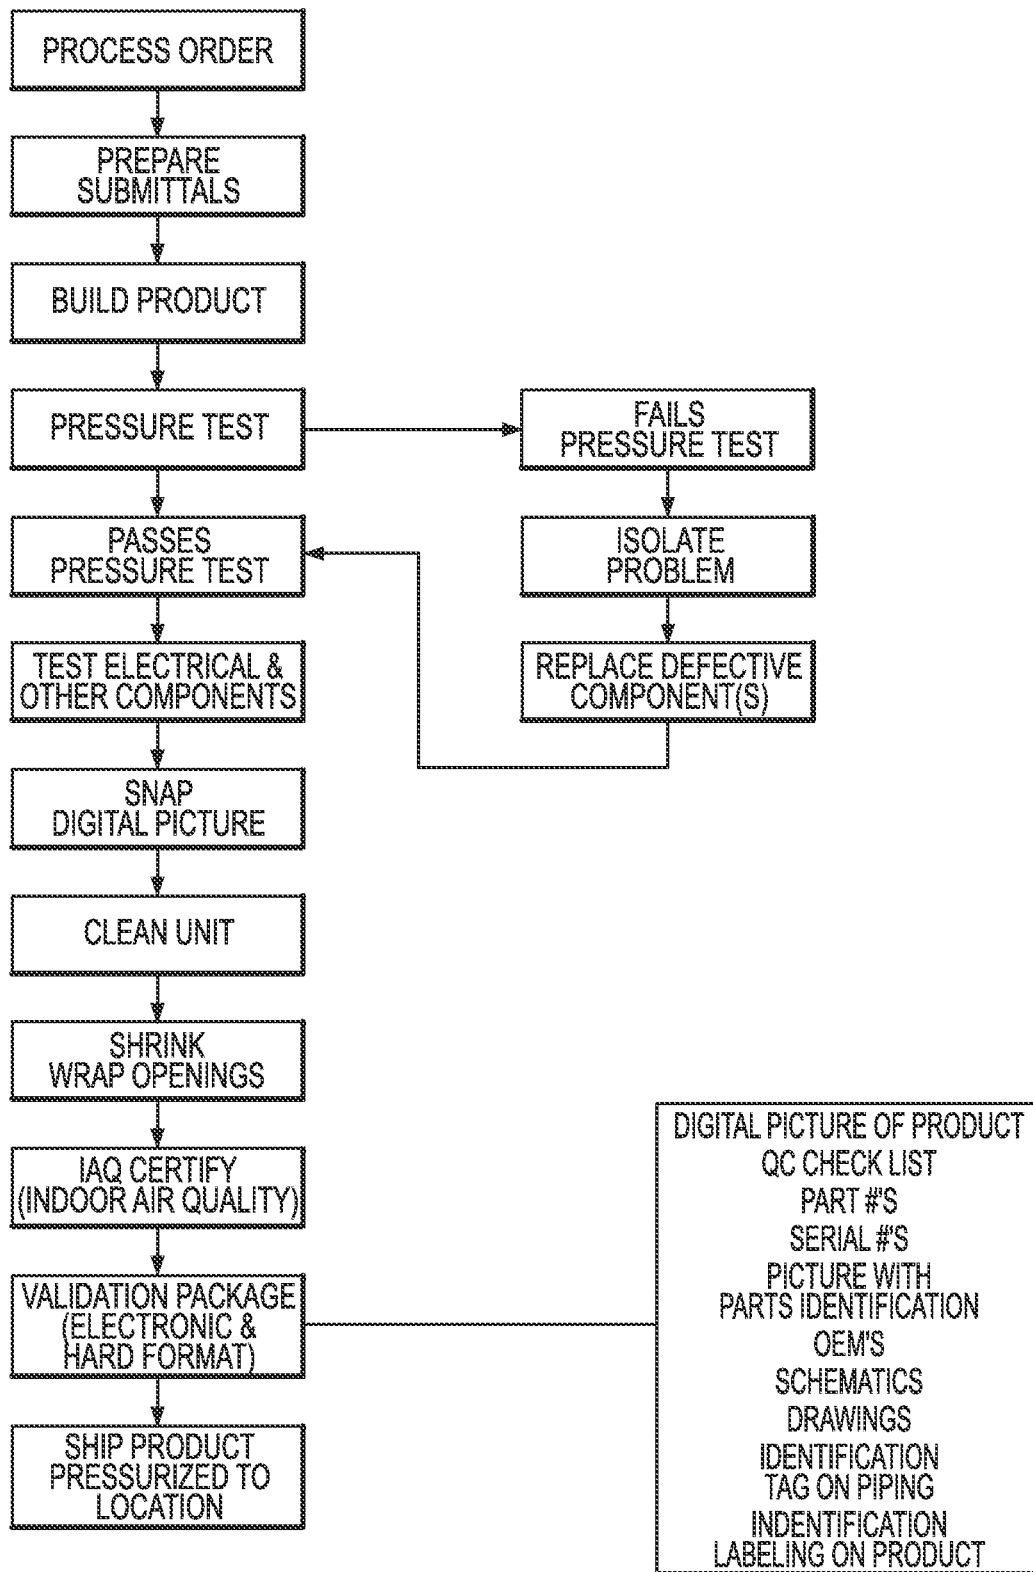 PROCESS ORDER
PREPARE
SUBMITTALS
BUILD PRODUCT
PRESSURE TEST
FAILS
PRESSURE TEST
PASSES
PRESSURE TEST
ISOLATE
PROBLEM
TEST ELECTRICAL &
OTHER COMPONENTS
REPLACE DEFECTIVE
COMPONENT(S)
SNAP
DIGITAL PICTURE
CLEAN UNIT
SHRINK
WRAP OPENINGS
IAQ CERTIFY
(INDOOR AIR QUALITY)
VALIDATION PACKAGE
(ELECTRONIC &
HARD FORMAT)
SHIP PRODUCT
PRESSURIZED TO
LOCATION
DIGITAL PICTURE OF PRODUCT
QC CHECK LIST
PART #'S
SERIAL #'S
PICTURE WITH
PARTS IDENTIFICATION
OEM'S
SCHEMATICS
DRAWINGS
IDENTIFICATION
TAG ON PIPING
INDENTIFICATION
LABELING ON PRODUCT